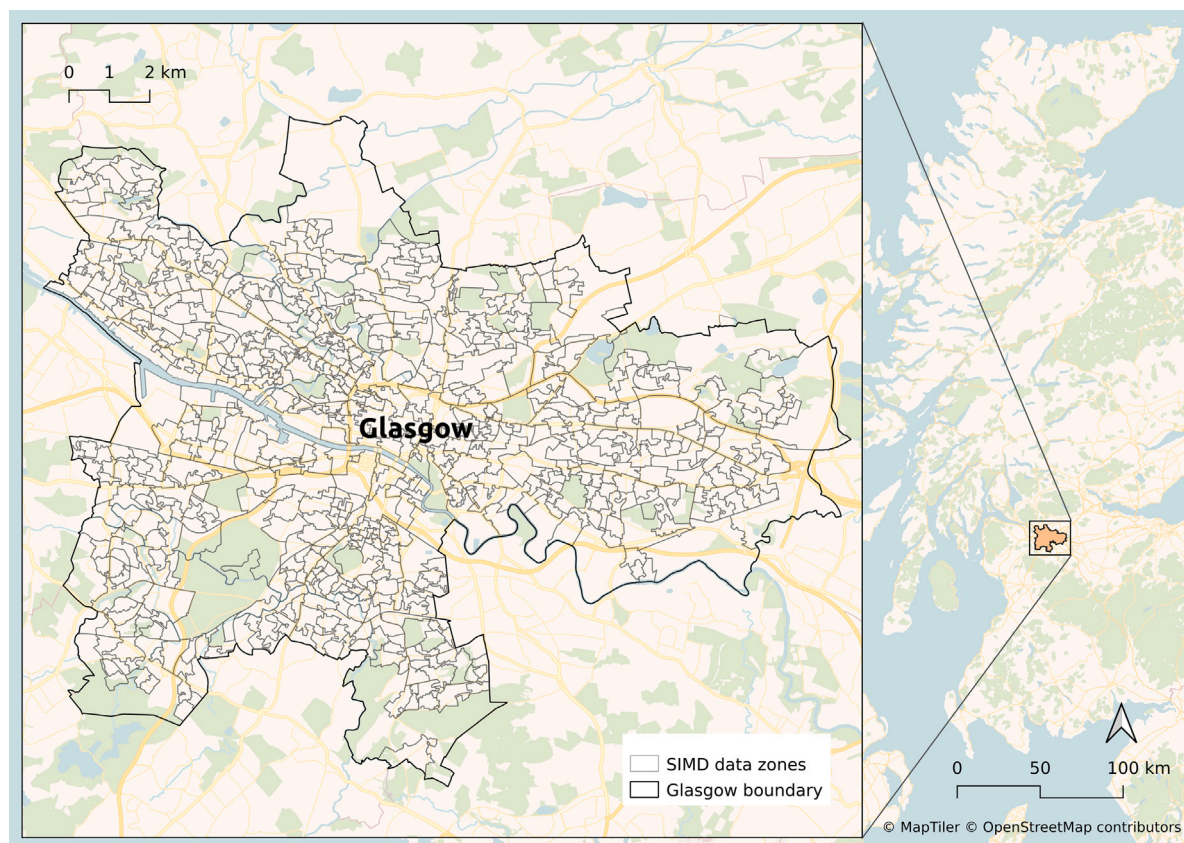 0 1 2 km
Glasgow
SIMD data zones
Glasgow boundary
0 50 100 km
© MapTiler © OpenStreetMap contributors